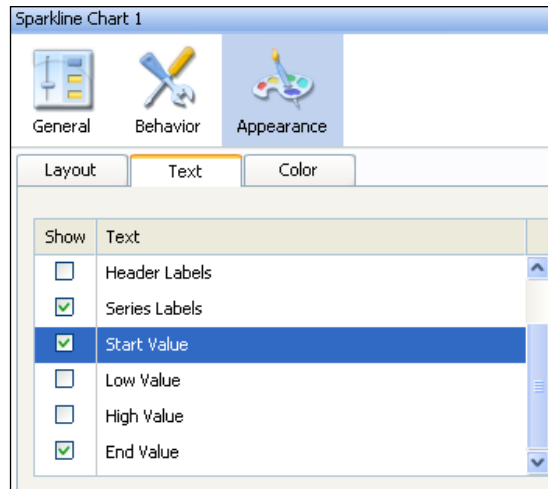 Sparkline Chart 1
General Behavior Appearance
Layout Text Color
Show Text
Header Labels
Series Labels
Start Value
Low Value
High Value
End Value